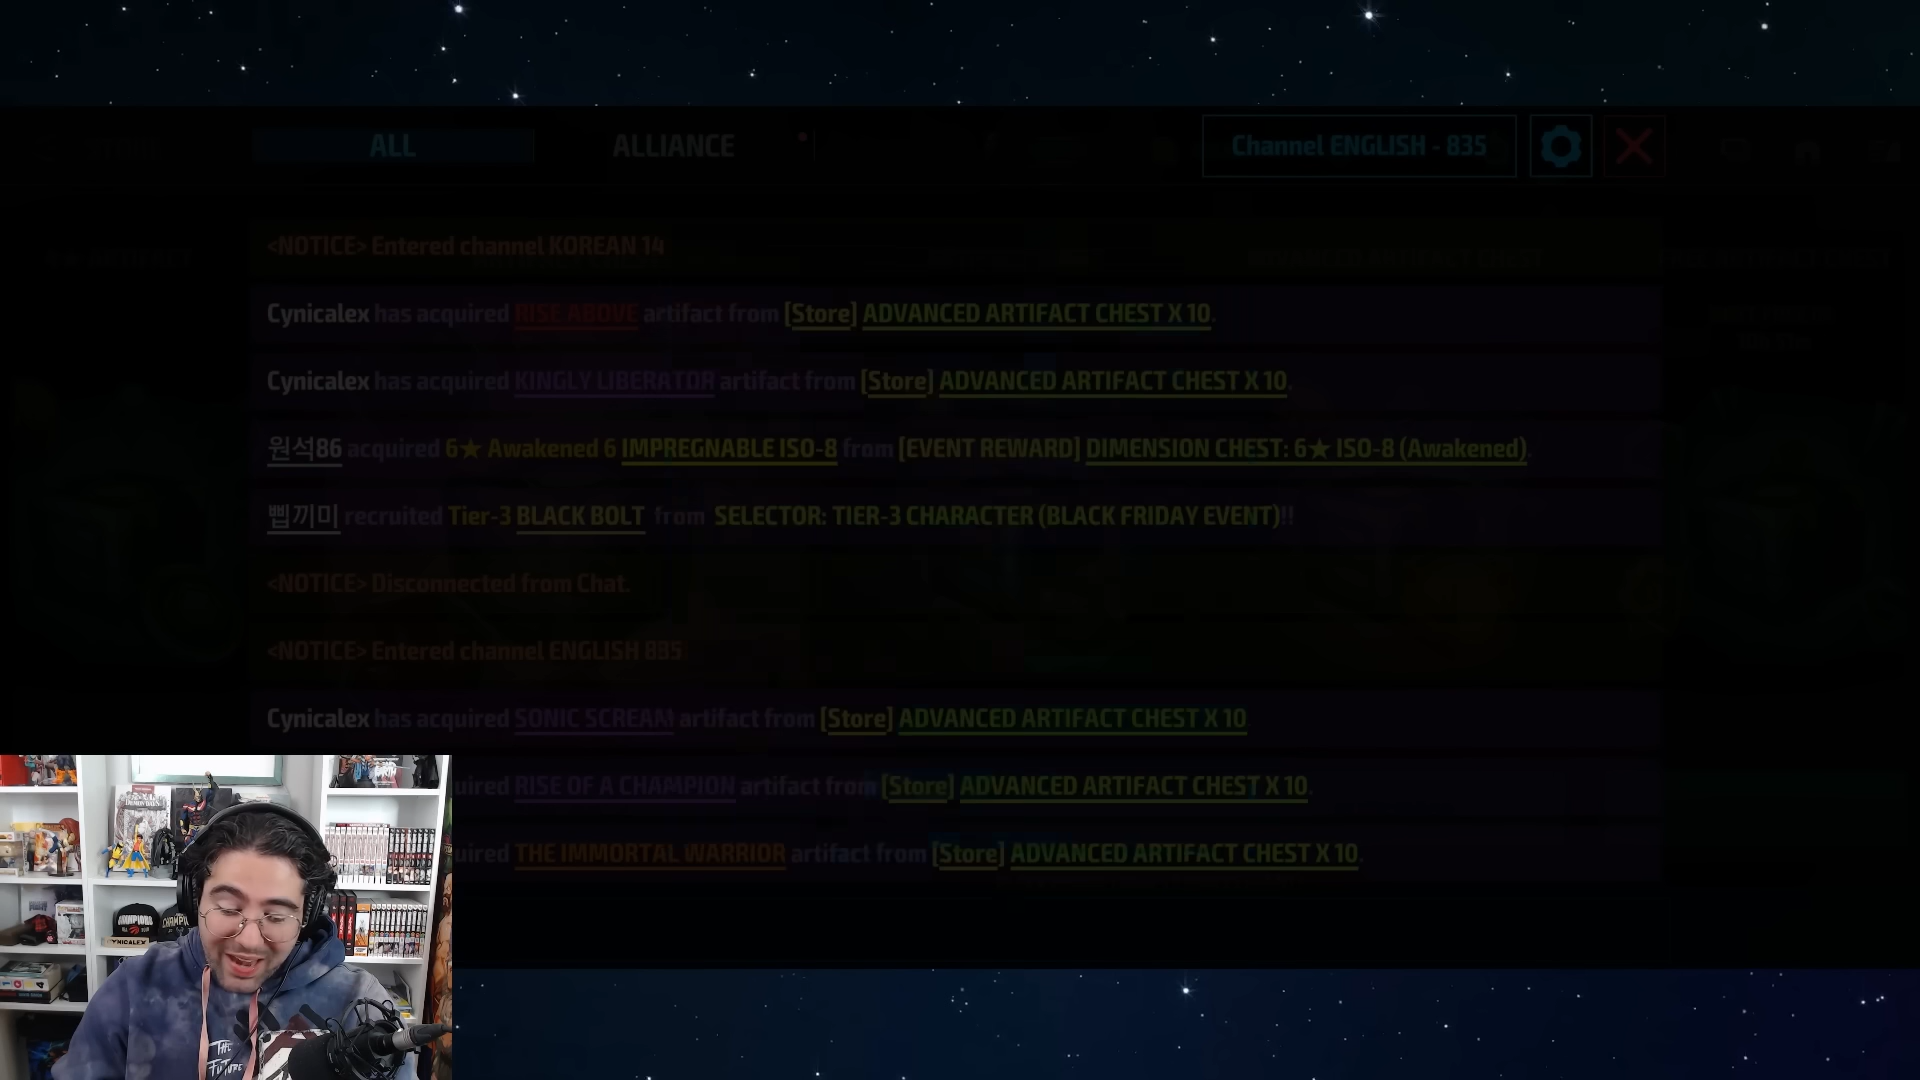 ALL
ALLIANCE
Channel ENGLISH - 835
<NOTICE> Entered channel KOREAN 14
Cynicalex has acquired RISE ABOVE artifact from [Store] ADVANCED ARTIFACT CHEST X 10.
Cynicalex has acquired KINGLY LIBERATOR artifact from [Store] ADVANCED ARTIFACT CHEST X 10.
원석86 acquired 6★ Awakened 6 IMPREGNABLE ISO-8 from [EVENT REWARD] DIMENSION CHEST: 6★ ISO-8 (Awakened).
삡끼미 recruited Tier-3 BLACK BOLT from SELECTOR: TIER-3 CHARACTER (BLACK FRIDAY EVENT)!!
<NOTICE> Disconnected from Chat.
<NOTICE> Entered channel ENGLISH 835
Cynicalex has acquired SONIC SCREAM artifact from [Store] ADVANCED ARTIFACT CHEST X 10.
uired RISE OF A CHAMPION artifact from [Store] ADVANCED ARTIFACT CHEST X 10.
uired THE IMMORTAL WARRIOR artifact from [Store] ADVANCED ARTIFACT CHEST X 10.
THE
FUTURE